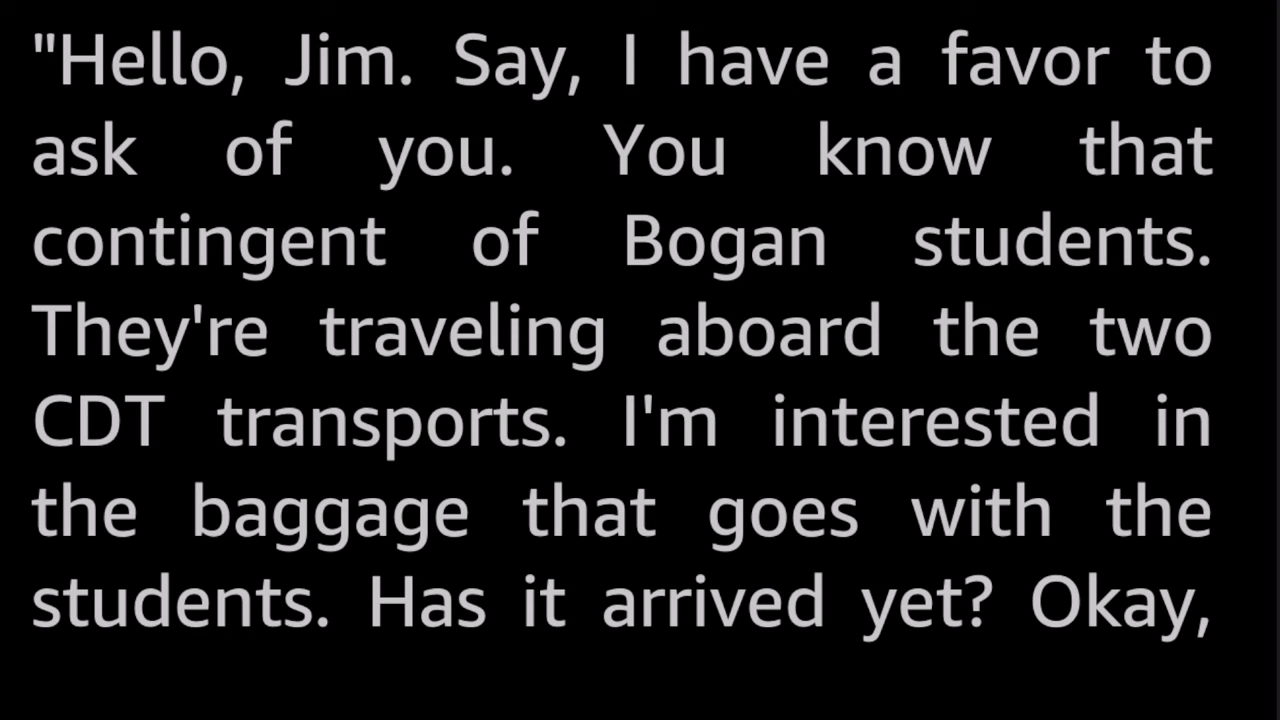 "Hello, Jim. Say, I have a favor to
ask of you. You know that
contingent of Bogan students.
They're traveling aboard the two
CDT transports. I'm interested in
the baggage that goes with the
students. Has it arrived yet? Okay,